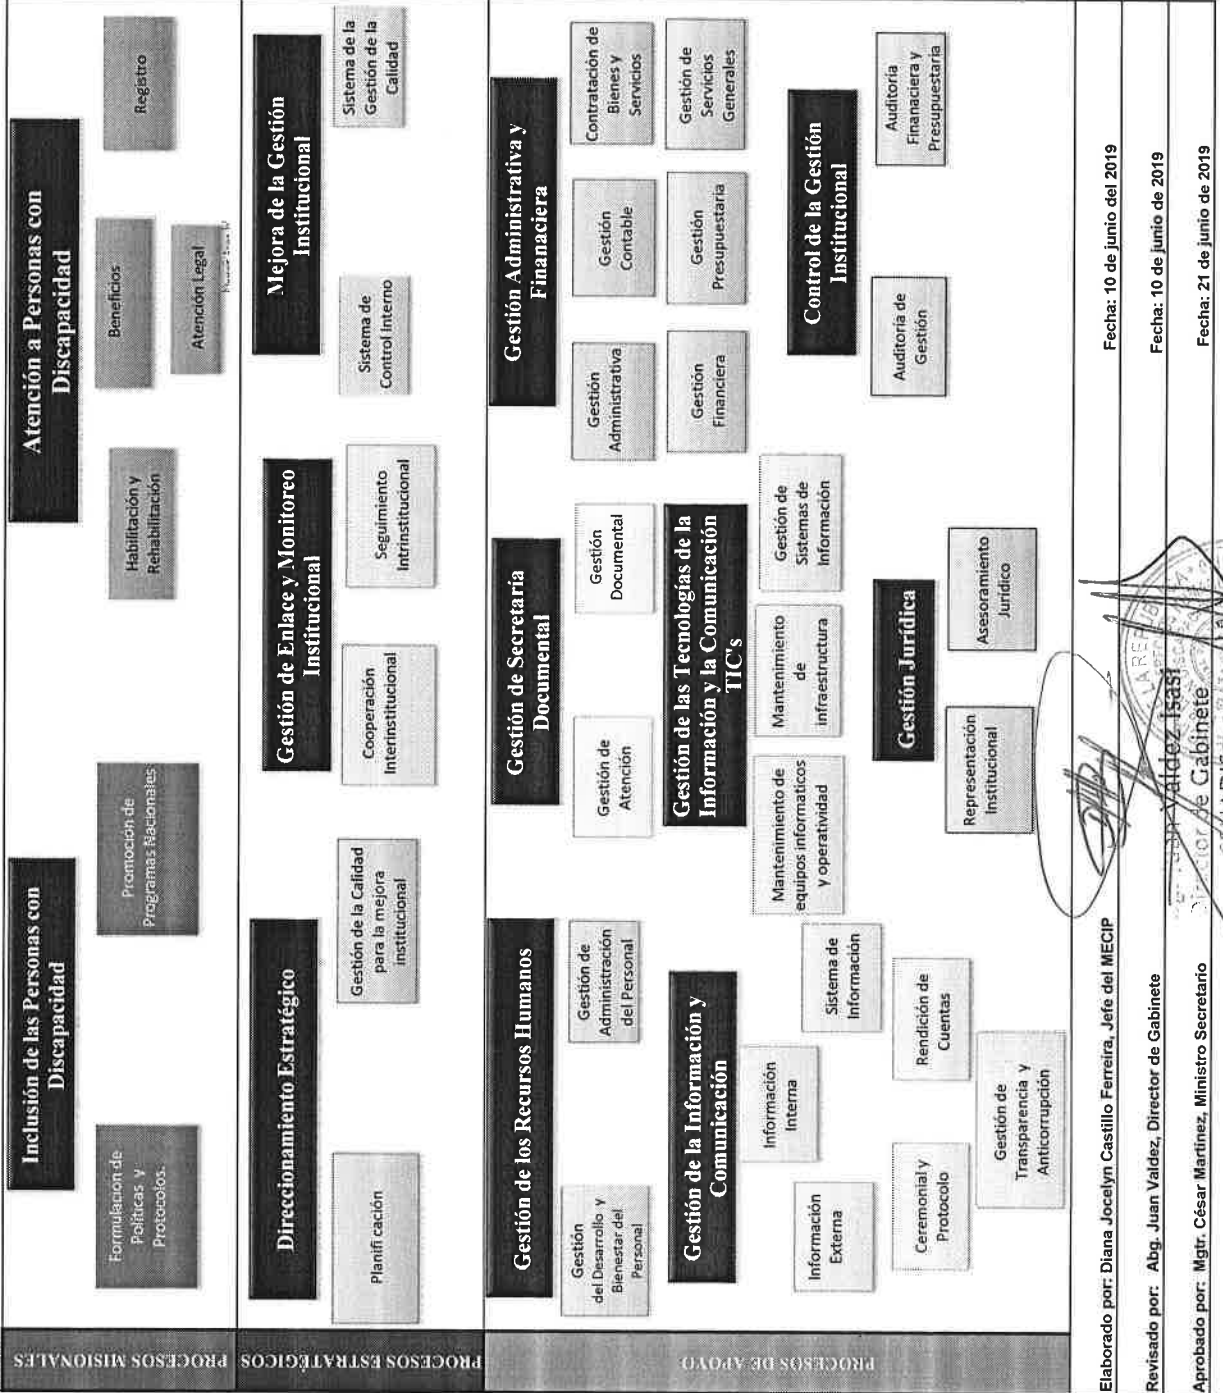 PROCESOS MISIONALES
Inclusión de las Personas con
Discapacidad
Formulación de
Políticas y
Protocolos.
Promoción de
Programas Nacionales
Atención a Personas con
Discapacidad
Habilitación y
Rehabilitación
Beneficios
Atención Legal
Registro
PROCESOS ESTRATÉGICOS
Direccionamiento Estratégico
Planificación
Gestión de la Calidad
para la mejora
institucional
Gestión de Enlace y Monitoreo
Institucional
Cooperación
Interinstitucional
Seguimiento
Intrinstitucional
Mejora de la Gestión
Institucional
Sistema de
Control Interno
Sistema de la
Gestión de la
Calidad
PROCESOS DE APOYO
Gestión de los Recursos Humanos
Gestión
del Desarrollo y
Bienestar del
Personal
Gestión de
Administración
del Personal
Gestión de la Información y
Comunicación
Información
Interna
Información
Externa
Sistema de
Información
Ceremonial y
Protocolo
Rendición de
Cuentas
Gestión de
Transparencia y
Anticorrupción
Gestión de Secretaria
Documental
Gestión de
Atención
Gestión
Documental
Gestión de las Tecnologías de la
Información y la Comunicación
TIC's
Mantenimiento de
equipos informaticos
y operatividad
Mantenimiento
de
infraestructura
Gestión de
Sistemas de
Información
Gestión Jurídica
Representación
Institucional
Asesoramiento
Jurídico
Gestión Administrativa y
Finanaciera
Gestión
Administrativa
Gestión
Contable
Contratación de
Bienes y
Servicios
Gestión
Financiera
Gestión
Presupuestaria
Gestión de
Servicios
Generales
Control de la Gestión
Institucional
Auditoría de
Gestión
Auditoría
Finanaciera y
Presupuestaria
Elaborado por: Diana Jocelyn Castillo Ferreira, Jefe del MECIP
Fecha: 10 de junio del 2019
Revisado por: Abg. Juan Valdez, Director de Gabinete
Fecha: 10 de junio de 2019
Aprobado por: Mgtr. César Martínez, Ministro Secretario
Fecha: 21 de junio de 2019
Valdez Isasi
Director de Gabinete